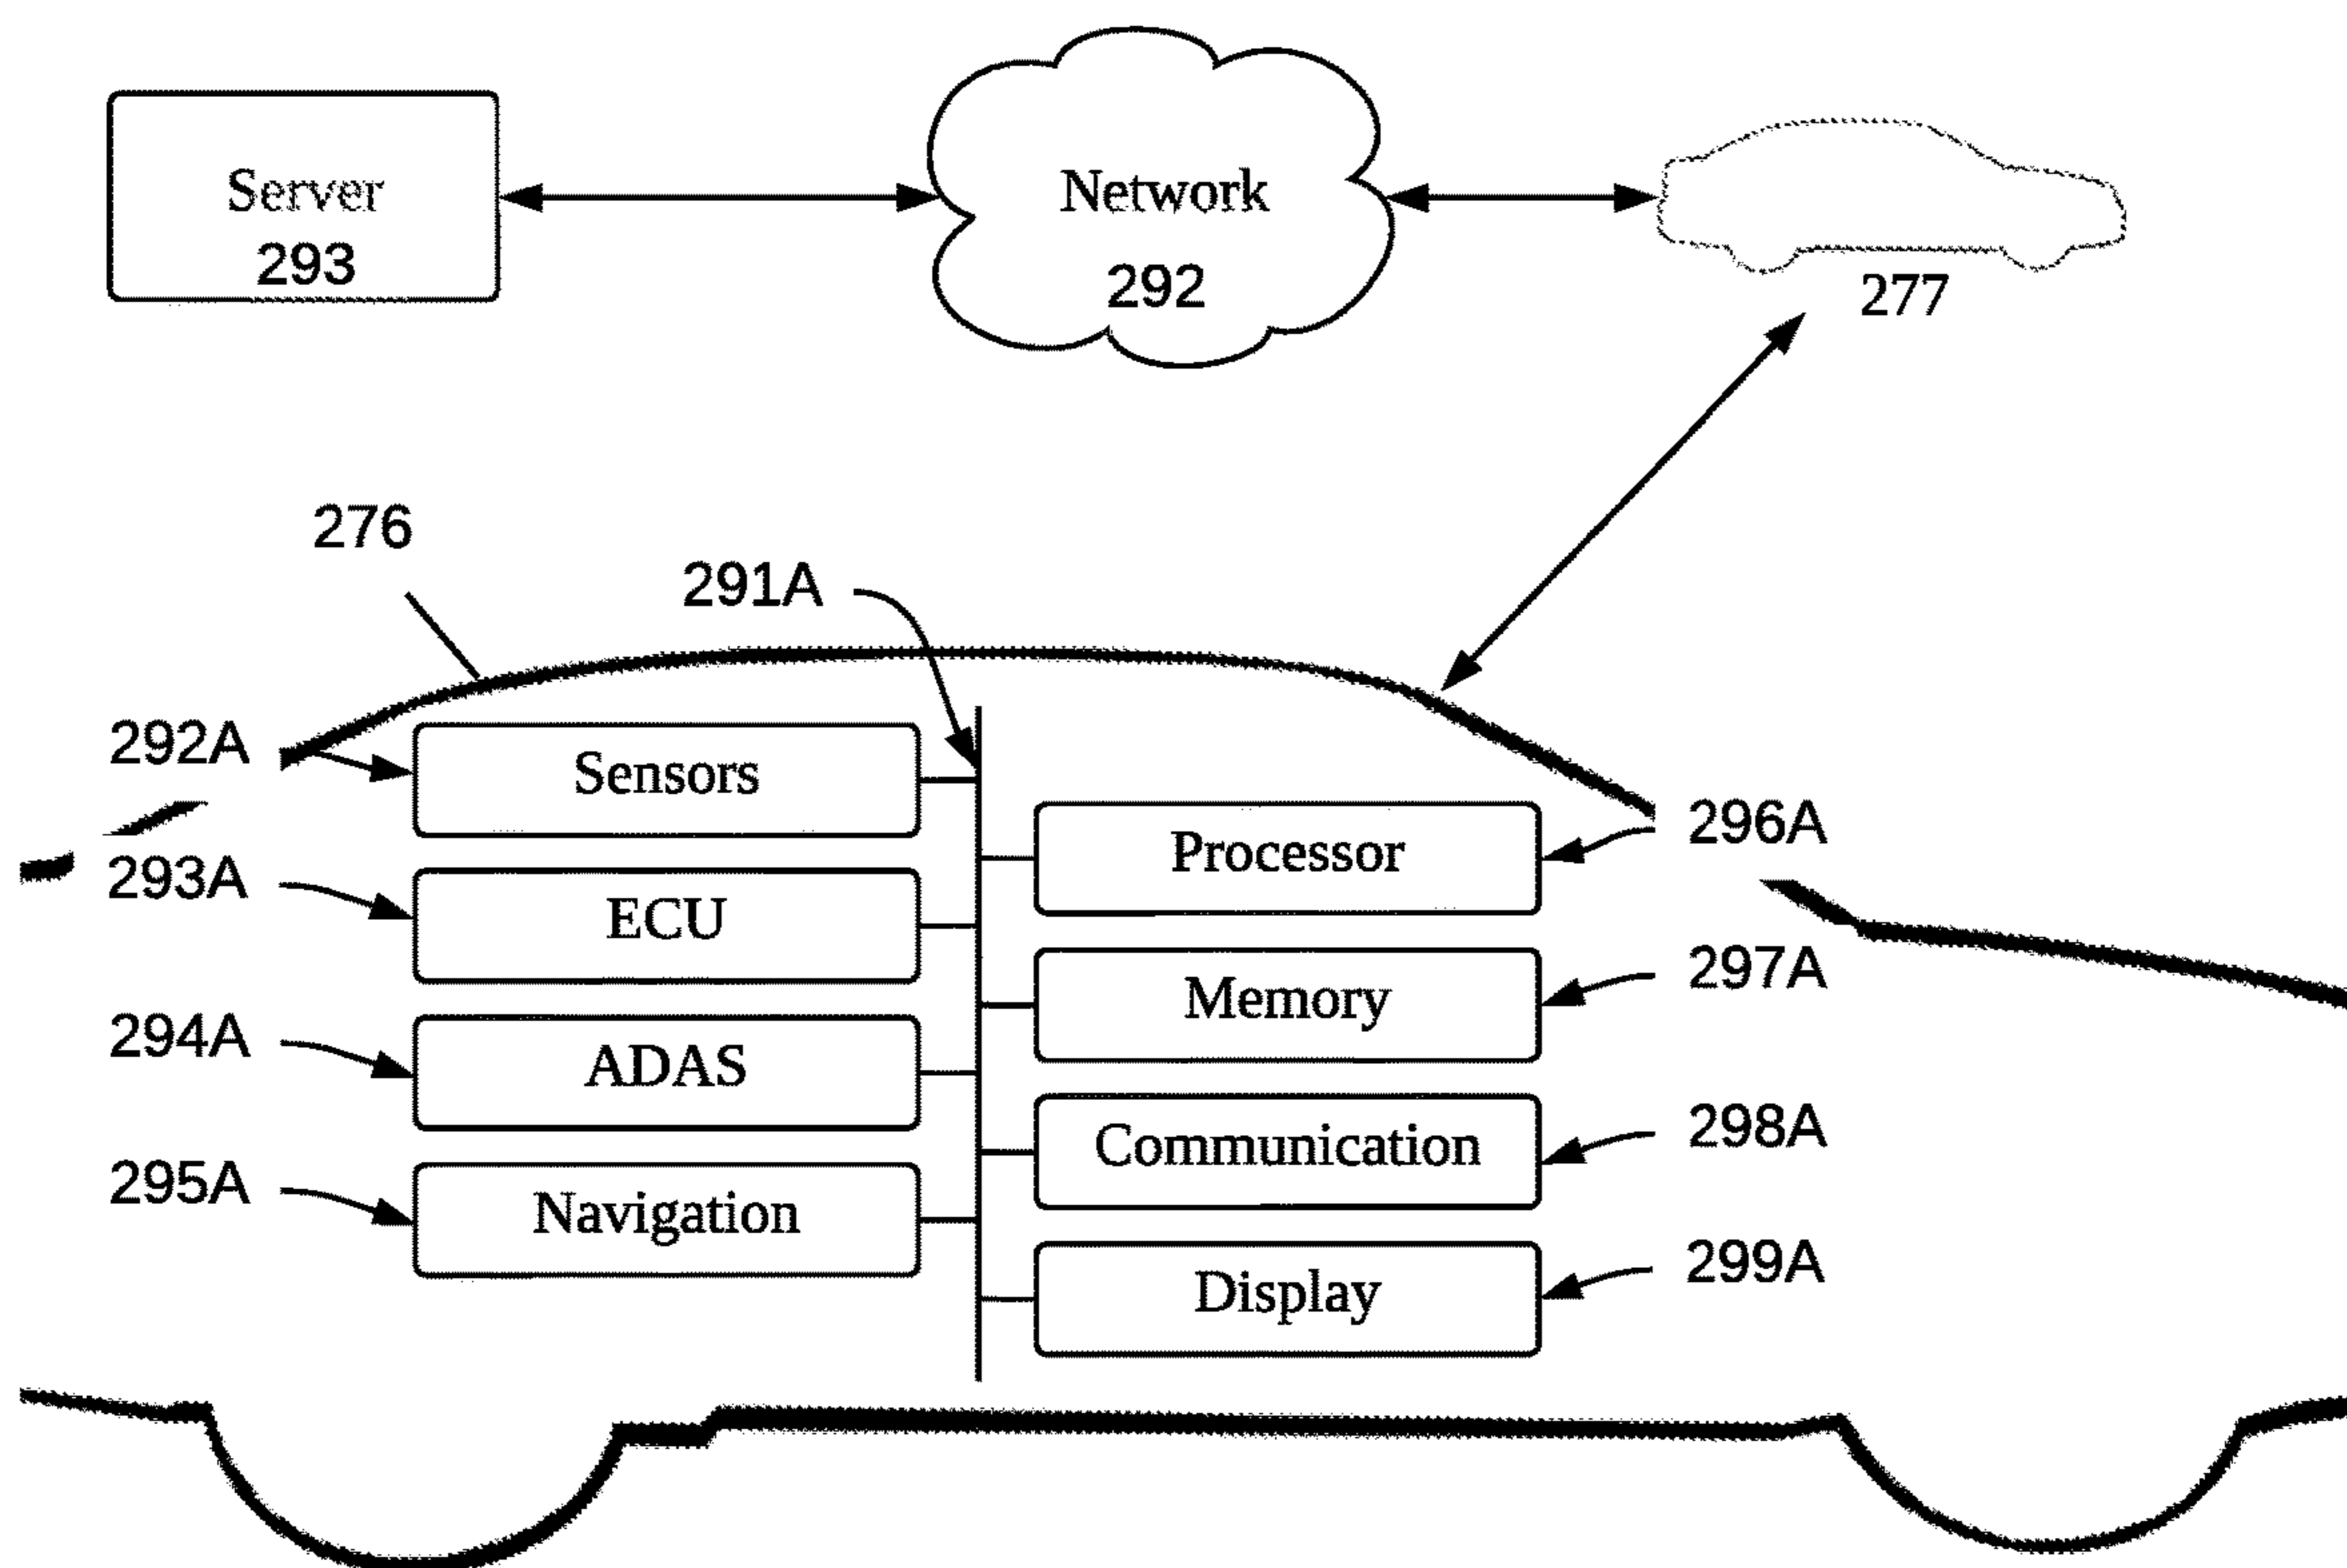 Server
293
Network
292
277
276
291A
292A
Sensors
296A
Processor
293A
ECU
297A
Memory
294A
ADAS
298A
Communication
295A
Navigation
299A
Display